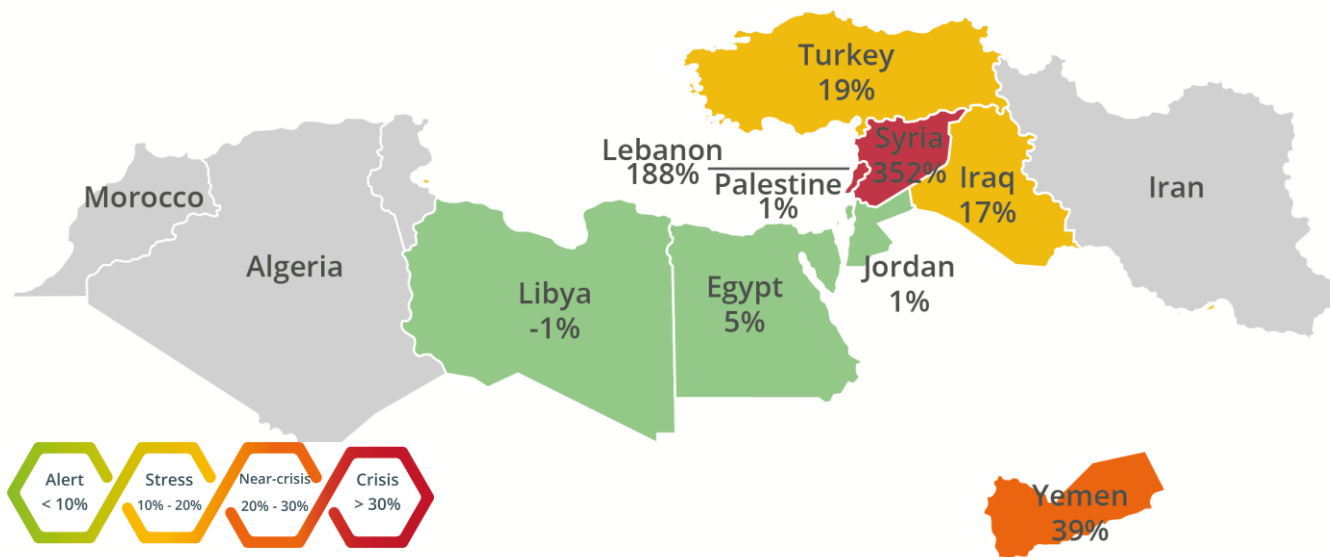 Turkey
19%
Lebanon
188%
Syria
352%
Palestine
1%
Iraq
17%
Iran
Morocco
Algeria
Libya
-1%
Egypt
5%
Jordan
1%
Alert
< 10%
Stress
10% - 20%
Near-crisis
20% - 30%
Crisis
> 30%
Yemen
39%